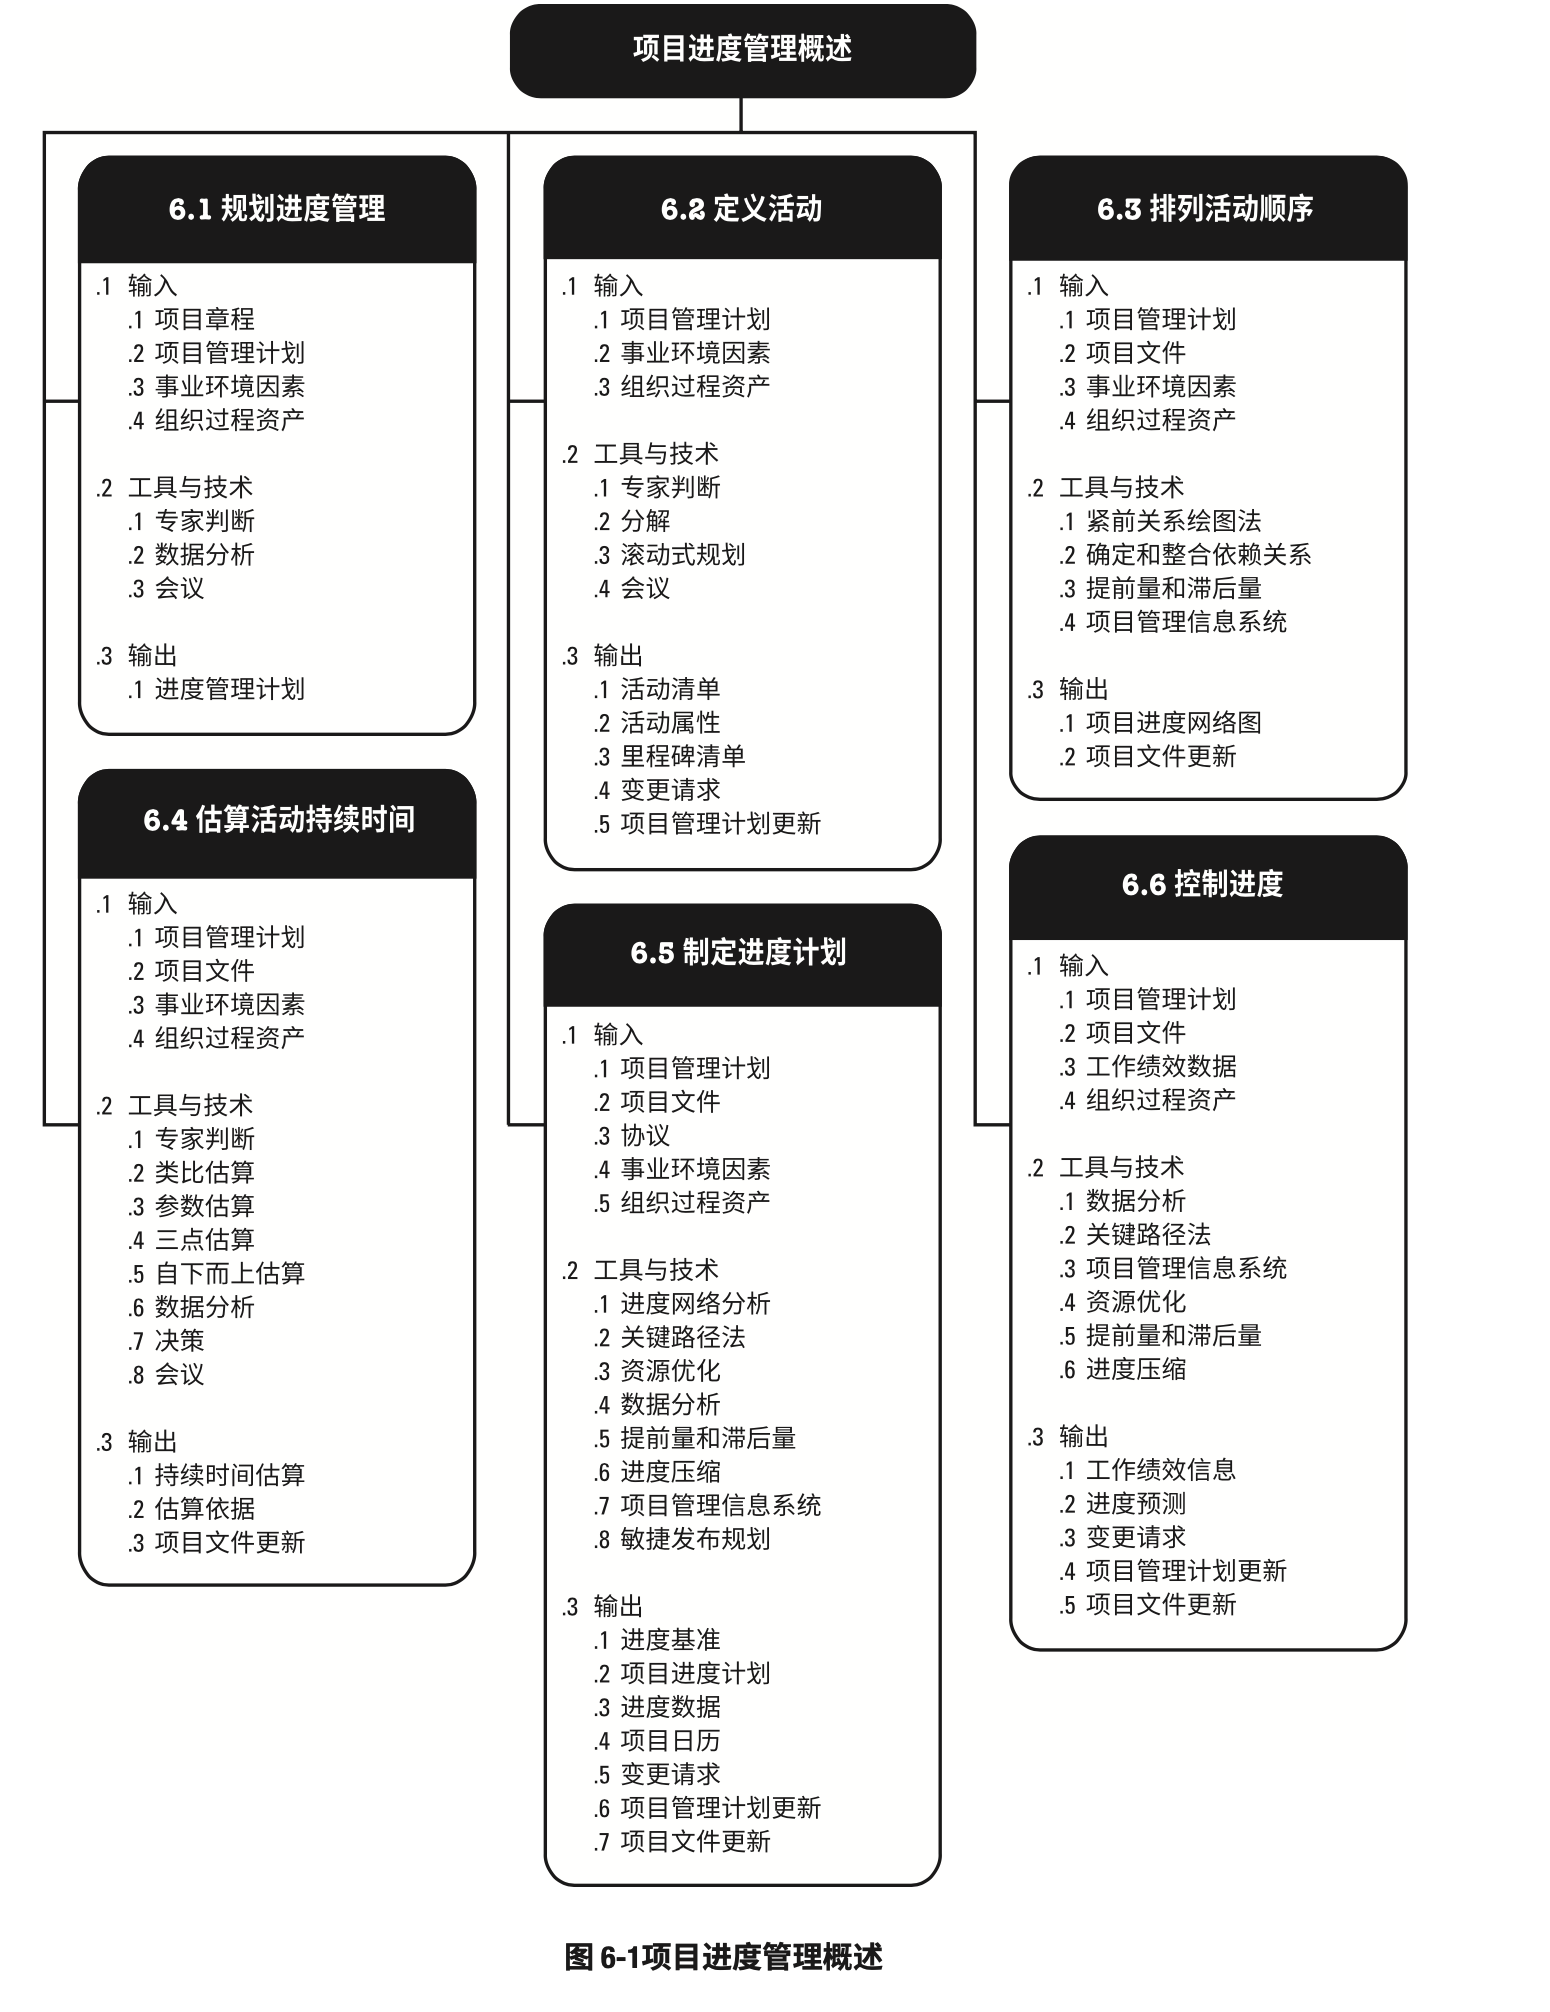 项目进度管理概述
6.1 规划进度管理
.1 输入
.1 项目章程
.2 项目管理计划
.3 事业环境因素
.4 组织过程资产
.2 工具与技术
.1 专家判断
.2 数据分析
.3 会议
.3 输出
.1 进度管理计划
6.2 定义活动
.1 输入
.1 项目管理计划
.2 事业环境因素
.3 组织过程资产
.2 工具与技术
.1 专家判断
.2 分解
.3 滚动式规划
.4 会议
.3 输出
.1 活动清单
.2 活动属性
.3 里程碑清单
.4 变更请求
.5 项目管理计划更新
6.3 排列活动顺序
.1 输入
.1 项目管理计划
.2 项目文件
.3 事业环境因素
.4 组织过程资产
.2 工具与技术
.1 紧前关系绘图法
.2 确定和整合依赖关系
.3 提前量和滞后量
.4 项目管理信息系统
.3 输出
.1 项目进度网络图
.2 项目文件更新
6.4 估算活动持续时间
.1 输入
.1 项目管理计划
.2 项目文件
.3 事业环境因素
.4 组织过程资产
.2 工具与技术
.1 专家判断
.2 类比估算
.3 参数估算
.4 三点估算
.5 自下而上估算
.6 数据分析
.7 决策
.8 会议
.3 输出
.1 持续时间估算
.2 估算依据
.3 项目文件更新
6.5 制定进度计划
.1 输入
.1 项目管理计划
.2 项目文件
.3 协议
.4 事业环境因素
.5 组织过程资产
.2 工具与技术
.1 进度网络分析
.2 关键路径法
.3 资源优化
.4 数据分析
.5 提前量和滞后量
.6 进度压缩
.7 项目管理信息系统
.8 敏捷发布规划
.3 输出
.1 进度基准
.2 项目进度计划
.3 进度数据
.4 项目日历
.5 变更请求
.6 项目管理计划更新
.7 项目文件更新
6.6 控制进度
.1 输入
.1 项目管理计划
.2 项目文件
.3 工作绩效数据
.4 组织过程资产
.2 工具与技术
.1 数据分析
.2 关键路径法
.3 项目管理信息系统
.4 资源优化
.5 提前量和滞后量
.6 进度压缩
.3 输出
.1 工作绩效信息
.2 进度预测
.3 变更请求
.4 项目管理计划更新
.5 项目文件更新
图 6-1项目进度管理概述